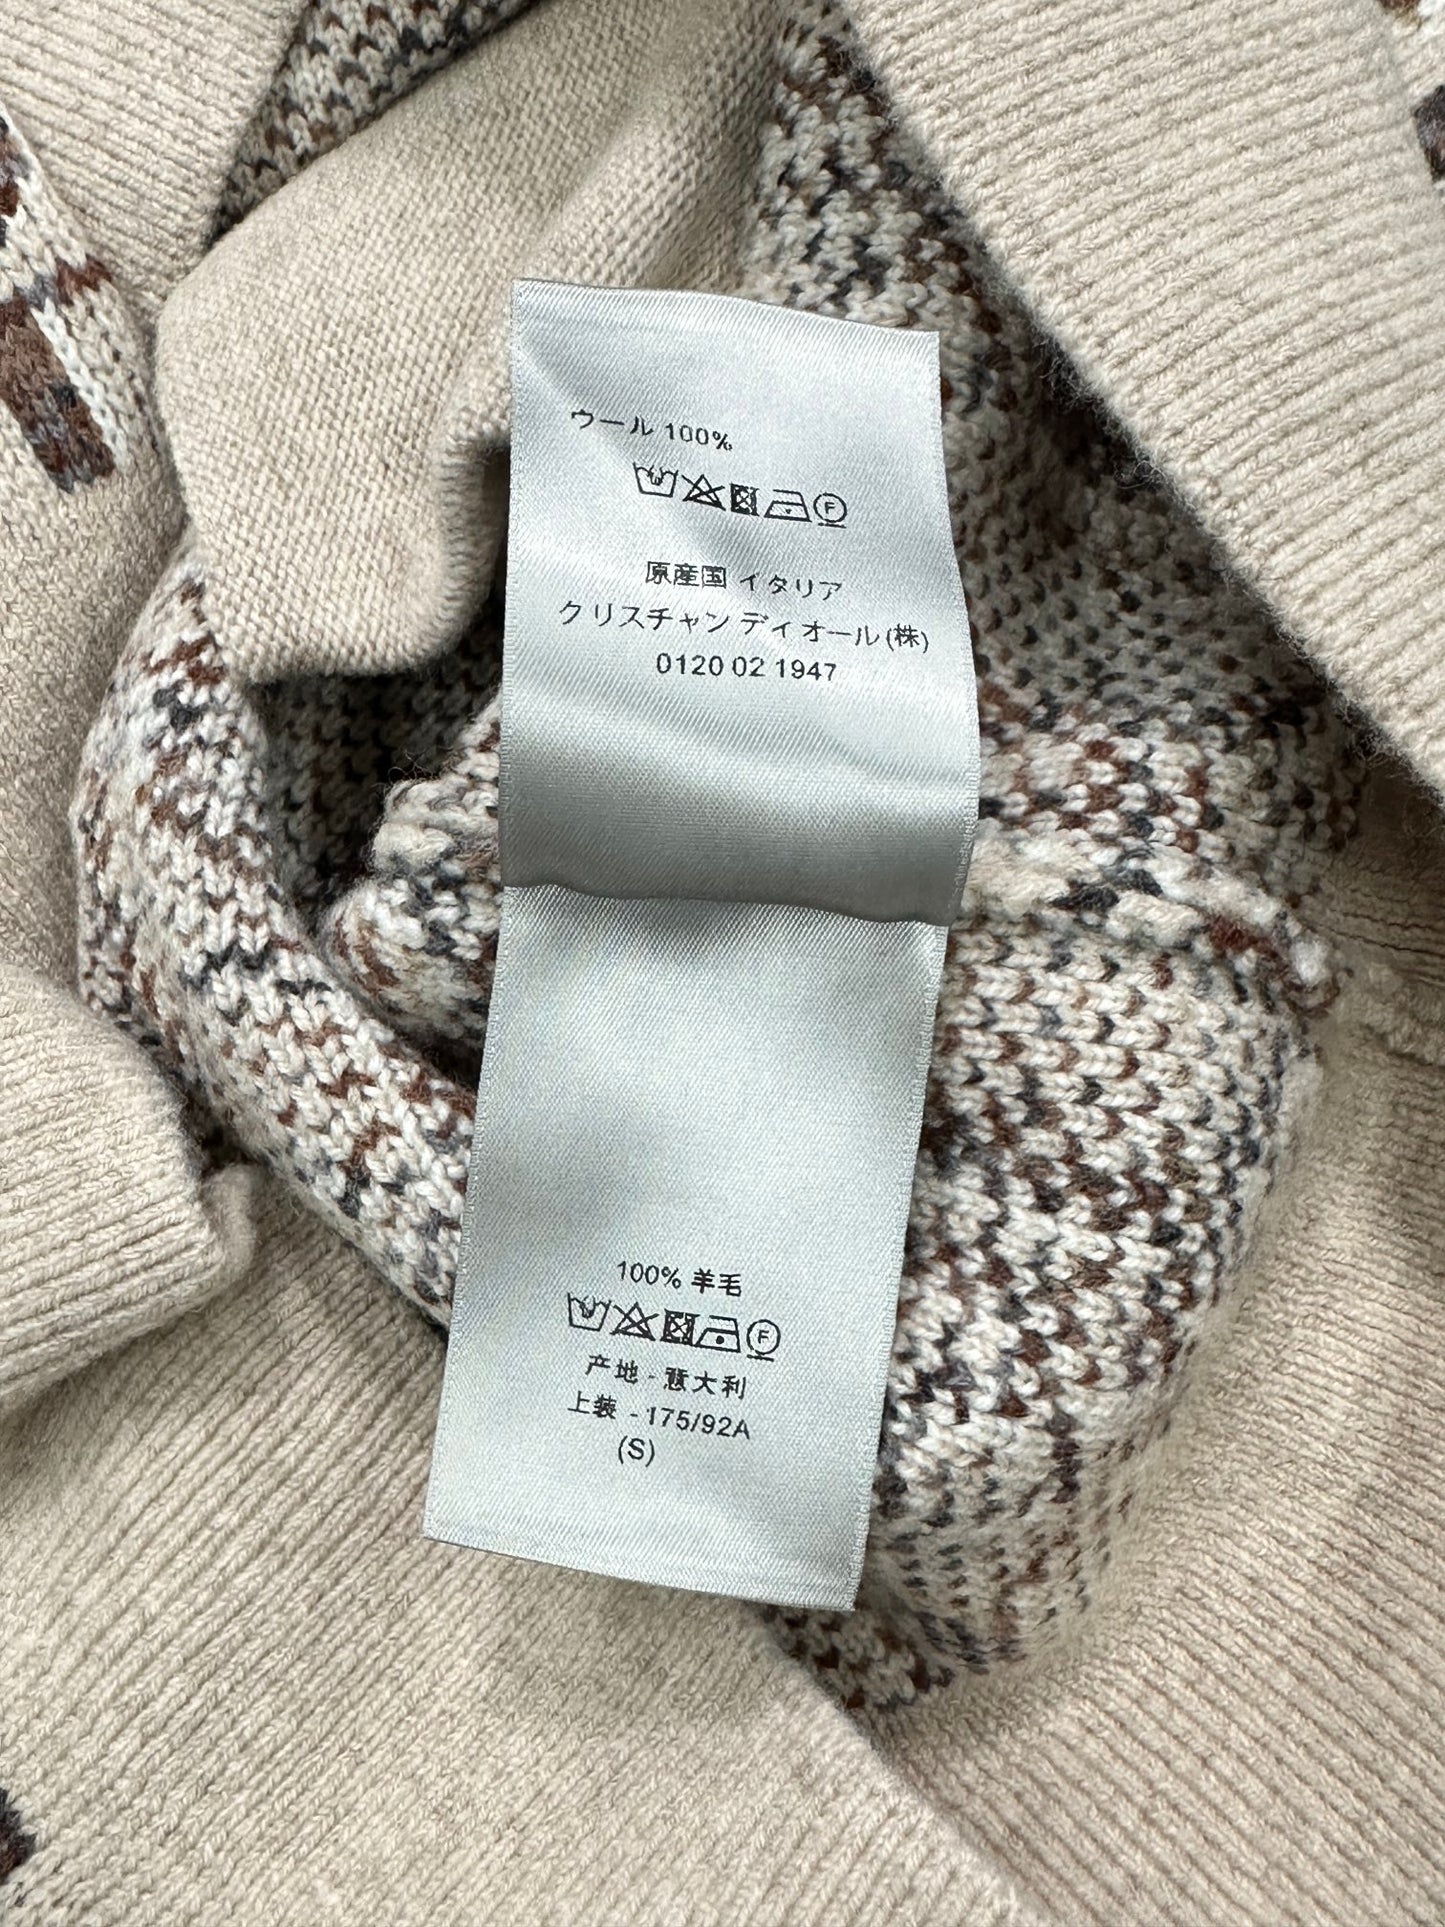 ウール 100%
F
原産国 イタリア
クリスチャン ディオール(株)
0120 02 1947
100% 羊毛
F
产地 - 意大利
上装 - 175/92A
(S)